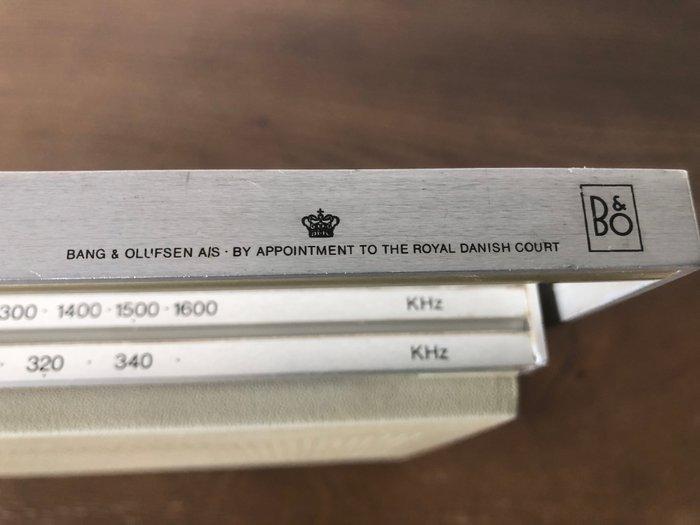 BANG & OLUFSEN A/S · BY APPOINTMENT TO THE ROYAL DANISH COURT
B&O
300 · 1400 · 1500 · 1600 KHz
· 320 · 340 · KHz